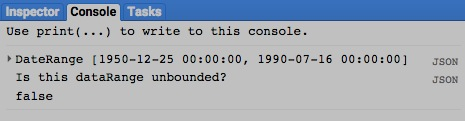 Inspector Console Tasks
Use print(...) to write to this console.
DateRange [1950-12-25 00:00:00, 1990-07-16 00:00:00] JSON
Is this dataRange unbounded? JSON
false